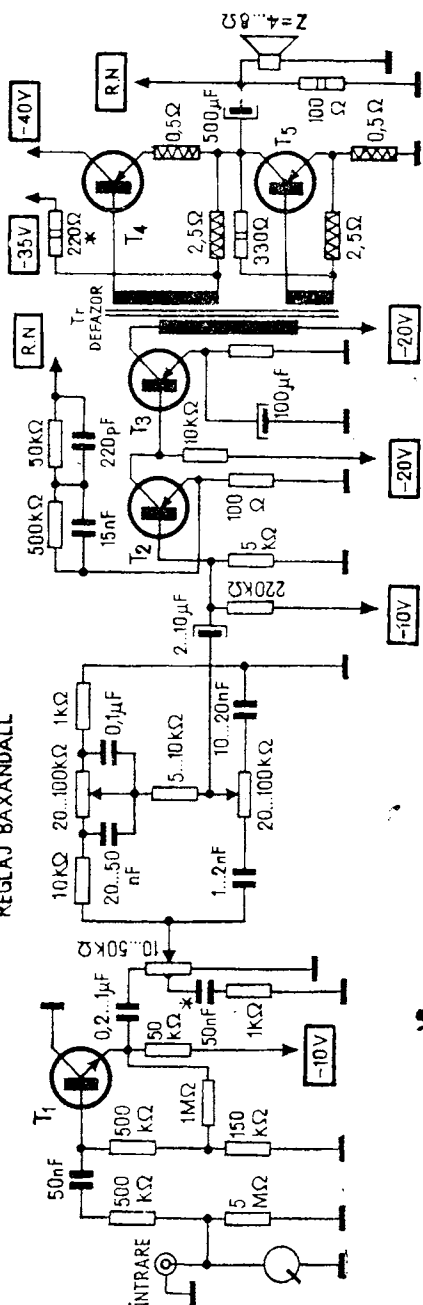 REGLAJ BAXANDALL
INTRARE
5
MΩ
500
kΩ
50nF
T1
500
kΩ
150
kΩ
1MΩ
50
kΩ
-10V
0,2...1µF
10...50kΩ
*
50nF
1KΩ
10kΩ
20...50
nF
20...100kΩ
0,1µF
1kΩ
5...10kΩ
1...2nF
20...100kΩ
10...20nF
2...10µF
220kΩ
-10V
5
kΩ
T2
100
Ω
500kΩ
15nF
50kΩ
220pF
R.N
10kΩ
-20V
T3
100µF
-20V
Tr
DEFAZOR
-35V
220Ω
*
-40V
T4
0,5Ω
2,5Ω
330Ω
T5
2,5Ω
0,5Ω
500µF
R.N
100
Ω
Z=4...8Ω